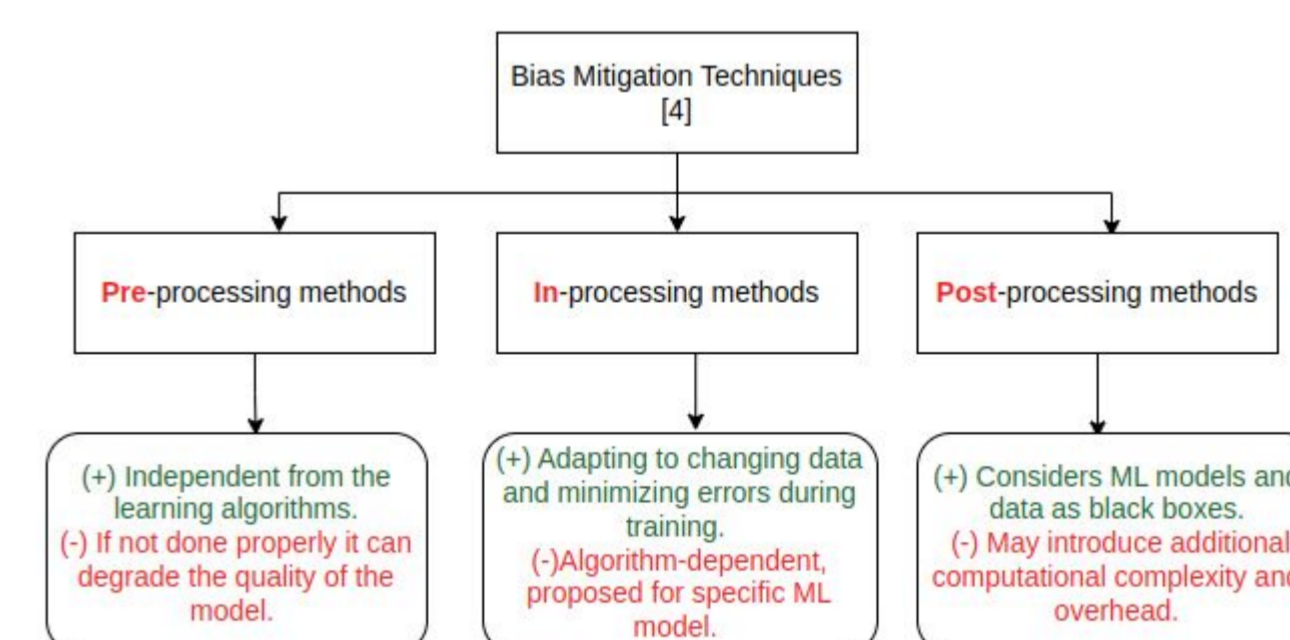 Bias Mitigation Techniques
[4]
Pre-processing methods
In-processing methods
Post-processing methods
(+) Independent from the
learning algorithms.
(-) If not done properly it can
degrade the quality of the
model.
(+) Adapting to changing data
and minimizing errors during
training.
(-)Algorithm-dependent,
proposed for specific ML
model.
(+) Considers ML models and
data as black boxes.
(-) May introduce additional
computational complexity and
overhead.